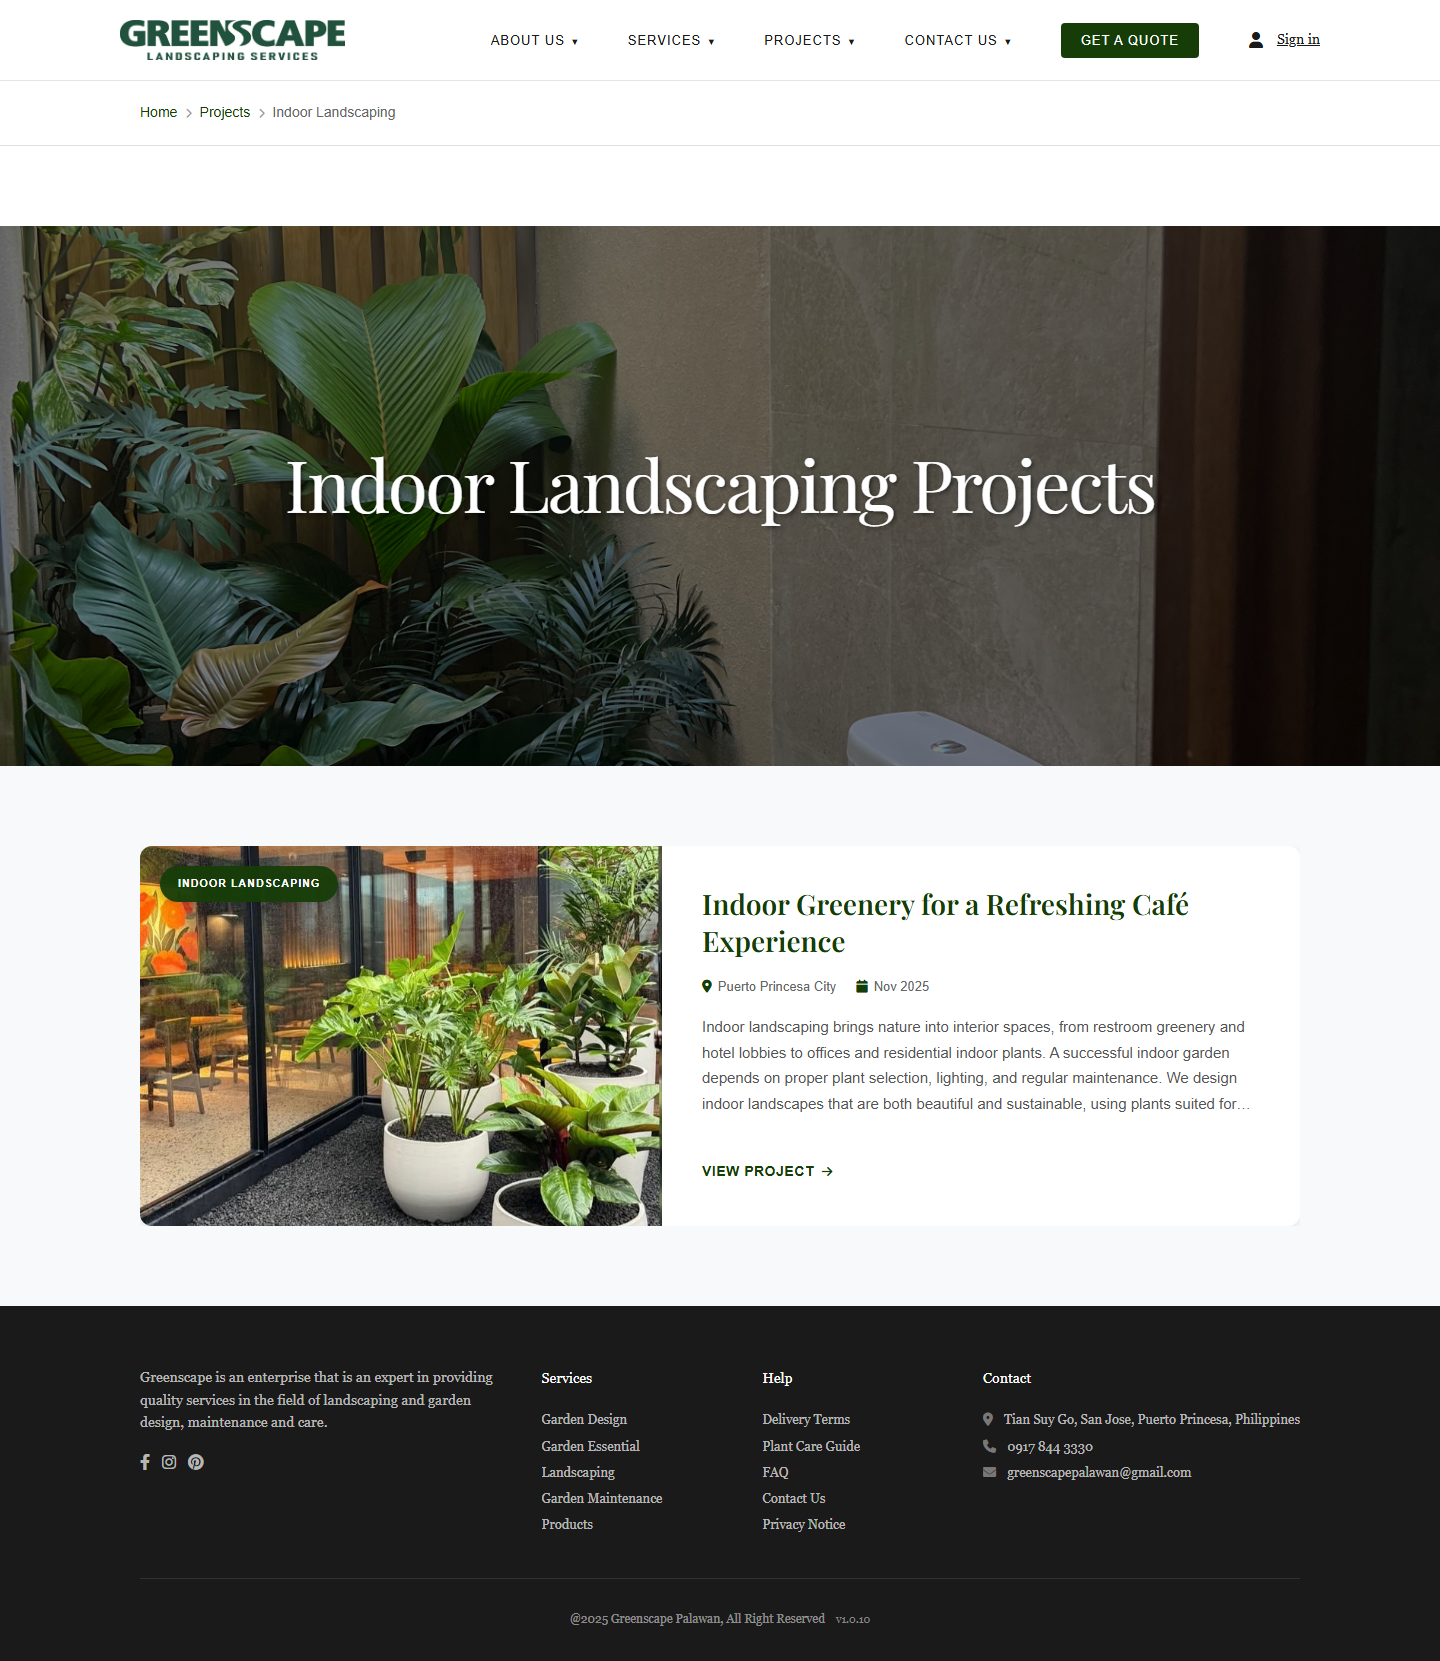 GREENSCAPE
LANDSCAPING SERVICES
ABOUT US ▾
SERVICES ▾
PROJECTS ▾
CONTACT US ▾
GET A QUOTE
Sign in
Home > Projects > Indoor Landscaping
Indoor Landscaping Projects
INDOOR LANDSCAPING
Indoor Greenery for a Refreshing Café
Experience
Puerto Princesa City
Nov 2025
Indoor landscaping brings nature into interior spaces, from restroom greenery and
hotel lobbies to offices and residential indoor plants. A successful indoor garden
depends on proper plant selection, lighting, and regular maintenance. We design
indoor landscapes that are both beautiful and sustainable, using plants suited for...
VIEW PROJECT →
Greenscape is an enterprise that is an expert in providing
quality services in the field of landscaping and garden
design, maintenance and care.
Services
Garden Design
Garden Essential
Landscaping
Garden Maintenance
Products
Help
Delivery Terms
Plant Care Guide
FAQ
Contact Us
Privacy Notice
Contact
Tian Suy Go, San Jose, Puerto Princesa, Philippines
0917 844 3330
greenscapepalawan@gmail.com
@2025 Greenscape Palawan, All Right Reserved v1.0.10